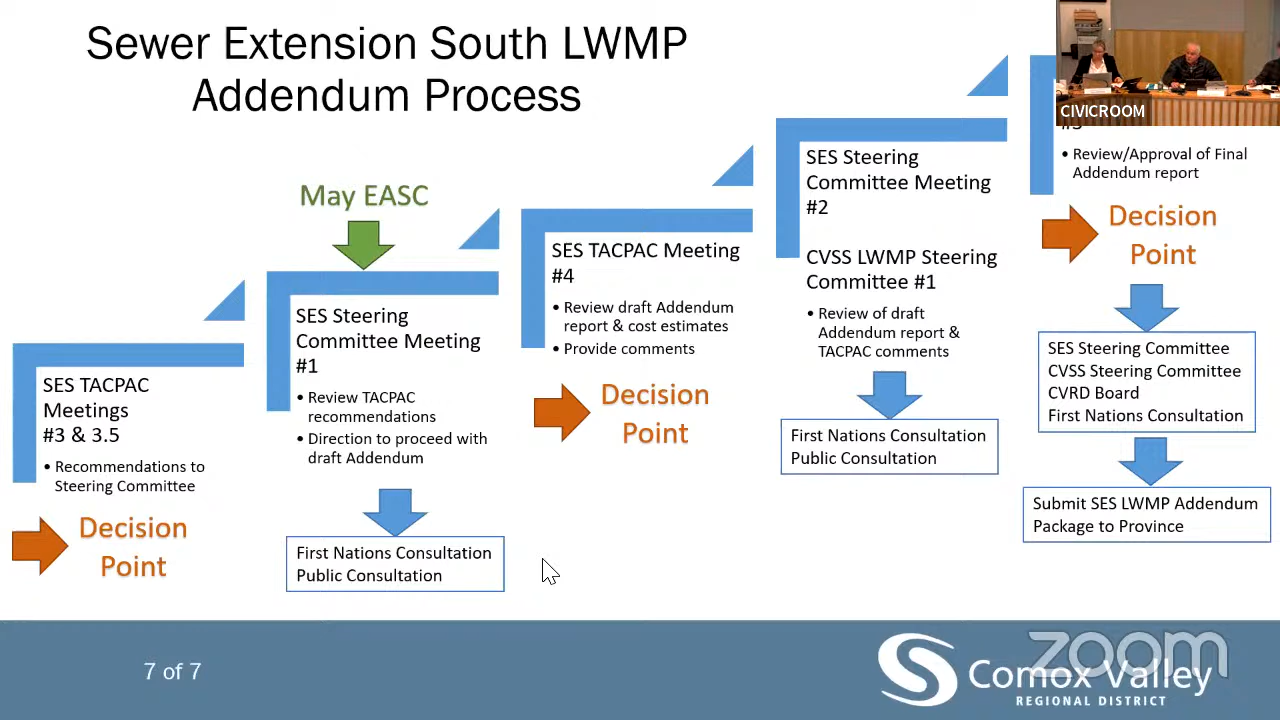 Sewer Extension South LWMP
Addendum Process
CIVICROOM
May EASC
SES TACPAC
Meetings
#3 & 3.5
• Recommendations to
Steering Committee
Decision
Point
SES Steering
Committee Meeting
#1
• Review TACPAC
recommendations
• Direction to proceed with
draft Addendum
First Nations Consultation
Public Consultation
SES TACPAC Meeting
#4
• Review draft Addendum
report & cost estimates
• Provide comments
Decision
Point
SES Steering
Committee Meeting
#2
CVSS LWMP Steering
Committee #1
• Review of draft
Addendum report &
TACPAC comments
First Nations Consultation
Public Consultation
• Review/Approval of Final
Addendum report
Decision
Point
SES Steering Committee
CVSS Steering Committee
CVRD Board
First Nations Consultation
Submit SES LWMP Addendum
Package to Province
7 of 7
zoom
Comox Valley
REGIONAL DISTRICT